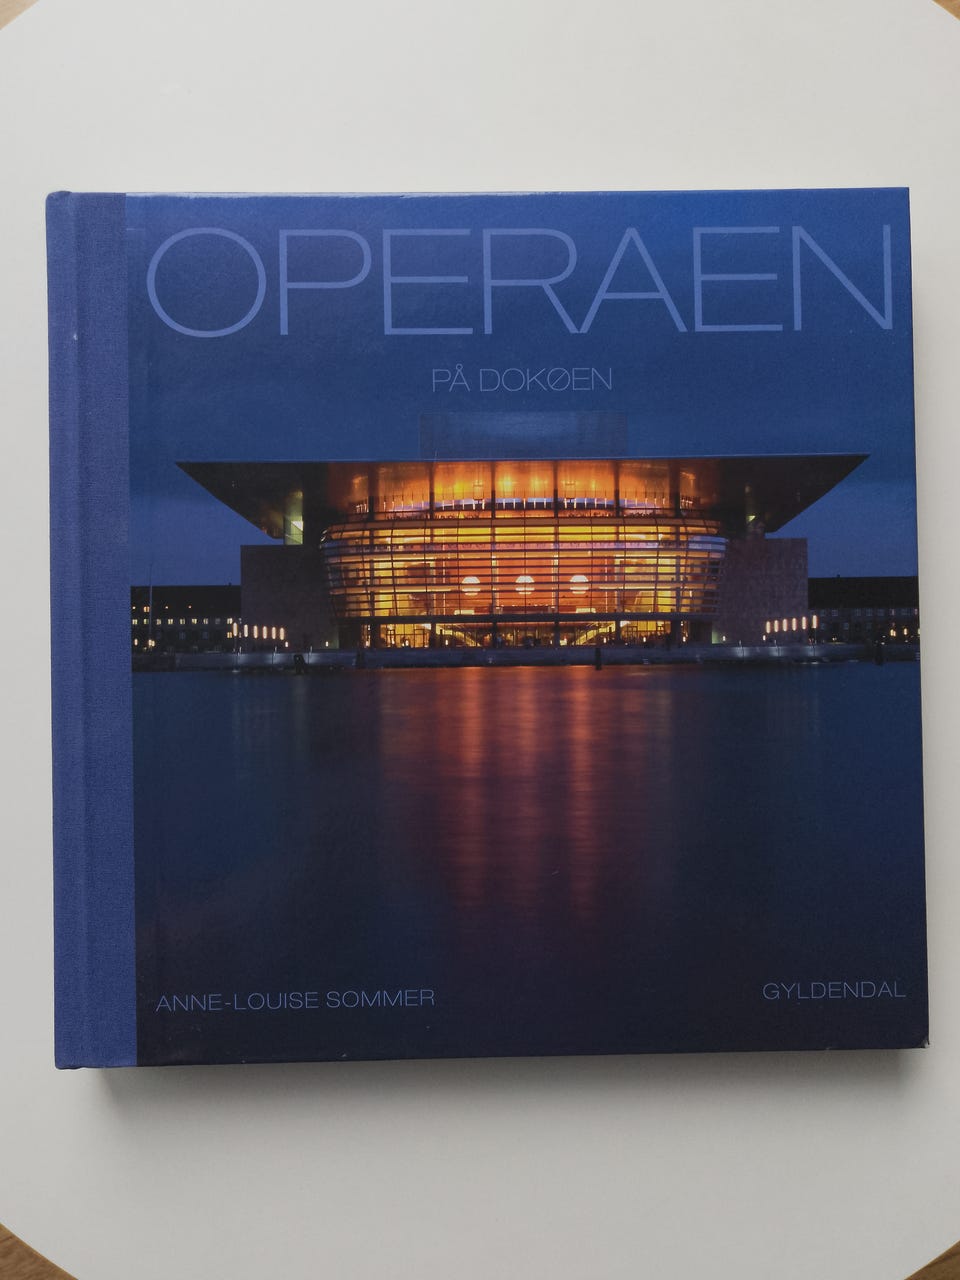 OPERAEN
PÅ DOKØEN
ANNE-LOUISE SOMMER
GYLDENDAL